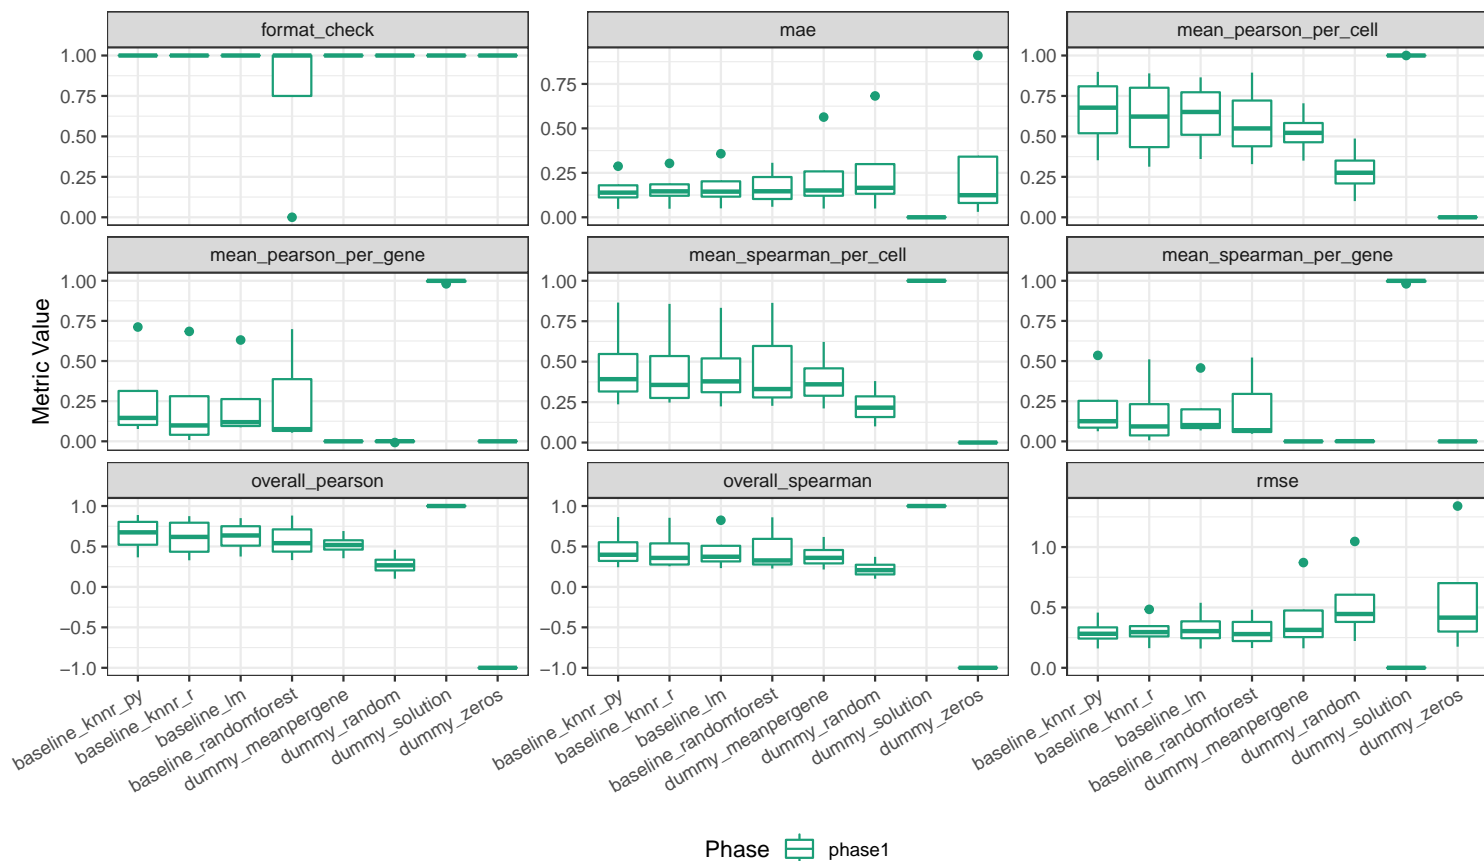 format_check
mae
mean_pearson_per_cell
1.00
0.75
0.50
0.25
0.00
0.75
0.50
0.25
0.00
1.00
0.75
0.50
0.25
0.00
mean_pearson_per_gene
mean_spearman_per_cell
mean_spearman_per_gene
1.00
0.75
0.50
0.25
0.00
1.00
0.75
0.50
0.25
0.00
1.00
0.75
0.50
0.25
0.00
Metric Value
overall_pearson
overall_spearman
rmse
1.0
0.5
0.0
−0.5
−1.0
1.0
0.5
0.0
−0.5
−1.0
1.0
0.5
0.0
baseline_knnr_py
baseline_knnr_r
baseline_lm
baseline_randomforest
dummy_meanpergene
dummy_random
dummy_solution
dummy_zeros
baseline_knnr_py
baseline_knnr_r
baseline_lm
baseline_randomforest
dummy_meanpergene
dummy_random
dummy_solution
dummy_zeros
baseline_knnr_py
baseline_knnr_r
baseline_lm
baseline_randomforest
dummy_meanpergene
dummy_random
dummy_solution
dummy_zeros
Phase phase1